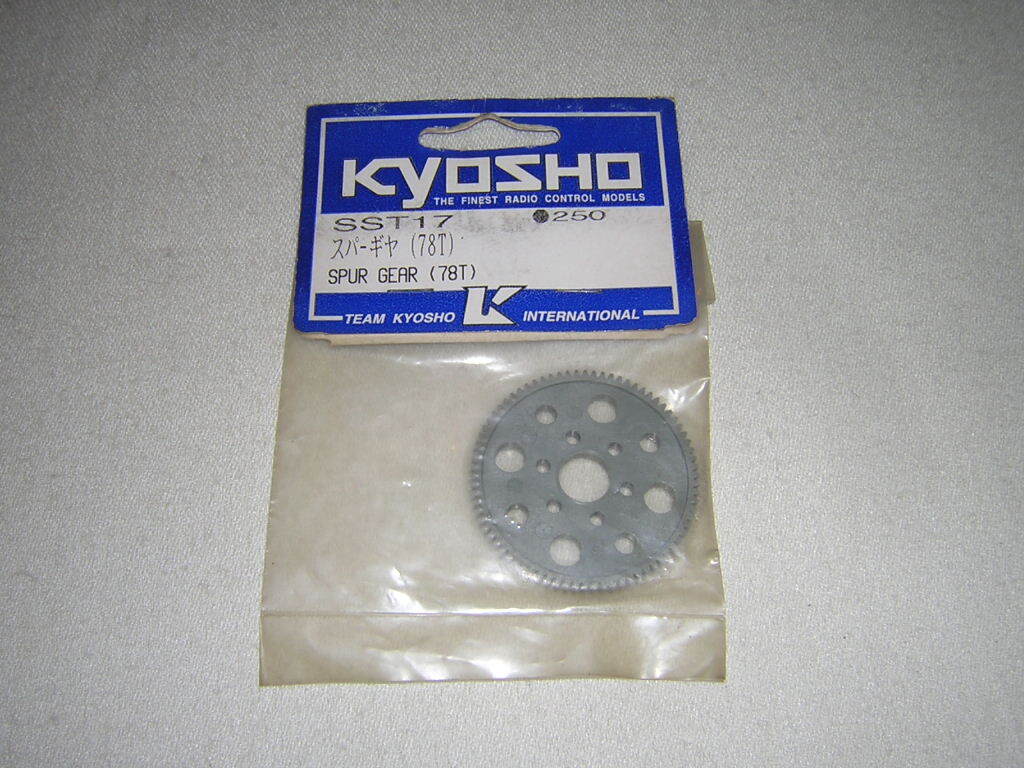 KYOSHO
THE FINEST RADIO CONTROL MODELS
SST17 ●250
スパーギヤ (78T)
SPUR GEAR (78T)
TEAM KYOSHO K INTERNATIONAL